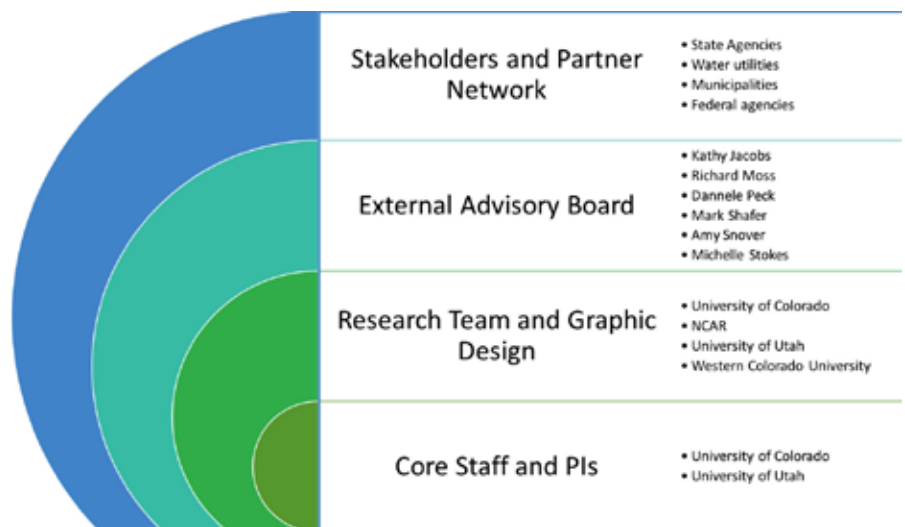 Stakeholders and Partner
Network
• State Agencies
• Water utilities
• Municipalities
• Federal agencies
External Advisory Board
• Kathy Jacobs
• Richard Moss
• Dannele Peck
• Mark Shafer
• Amy Snover
• Michelle Stokes
Research Team and Graphic
Design
• University of Colorado
• NCAR
• University of Utah
• Western Colorado University
Core Staff and PIs
• University of Colorado
• University of Utah